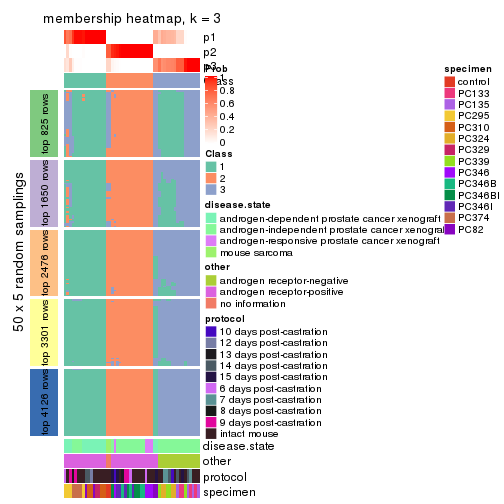 membership heatmap, k = 3
p1
p2
p3
Prob
1
0.8
0.6
0.4
0.2
0
Class
Class
1
2
3
50 x 5 random samplings
top 825 rows
top 1650 rows
top 2476 rows
top 3301 rows
top 4126 rows
disease.state
androgen-dependent prostate cancer xenograft
androgen-independent prostate cancer xenograft
androgen-responsive prostate cancer xenograft
mouse sarcoma
other
androgen receptor-negative
androgen receptor-positive
no information
protocol
10 days post-castration
12 days post-castration
13 days post-castration
14 days post-castration
15 days post-castration
6 days post-castration
7 days post-castration
8 days post-castration
9 days post-castration
intact mouse
disease.state
other
protocol
specimen
specimen
control
PC133
PC135
PC295
PC310
PC324
PC329
PC339
PC346
PC346B
PC346BI
PC346I
PC374
PC82